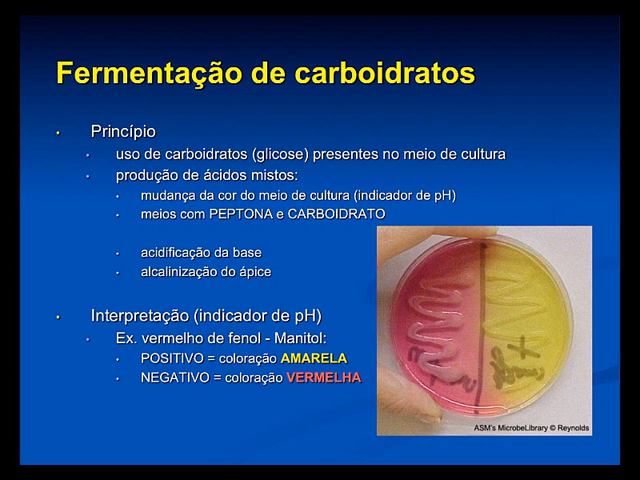 Fermentação de carboidratos
• Princípio
• uso de carboidratos (glicose) presentes no meio de cultura
• produção de ácidos mistos:
• mudança da cor do meio de cultura (indicador de pH)
• meios com PEPTONA e CARBOIDRATO
• acidificação da base
• alcalinização do ápice
• Interpretação (indicador de pH)
• Ex. vermelho de fenol - Manitol:
• POSITIVO = coloração AMARELA
• NEGATIVO = coloração VERMELHA
ASM's MicrobeLibrary © Reynolds